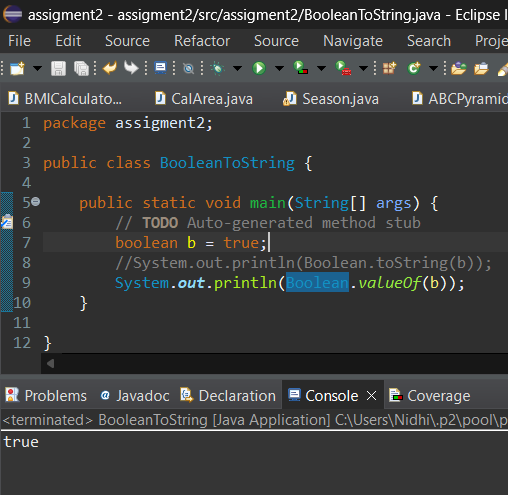 assigment2 - assigment2/src/assigment2/BooleanToString.java - Eclipse I
File Edit Source Refactor Source Navigate Search Proje
BMICalculato... CalArea.java Season.java ABCPyramid
1 package assigment2;
2
3 public class BooleanToString {
4
5 public static void main(String[] args) {
6 // TODO Auto-generated method stub
7 boolean b = true;
8 //System.out.println(Boolean.toString(b));
9 System.out.println(Boolean.valueOf(b));
10 }
11
12 }
Problems Javadoc Declaration Console Coverage
<terminated> BooleanToString [Java Application] C:\Users\Nidhi\.p2\pool\p
true